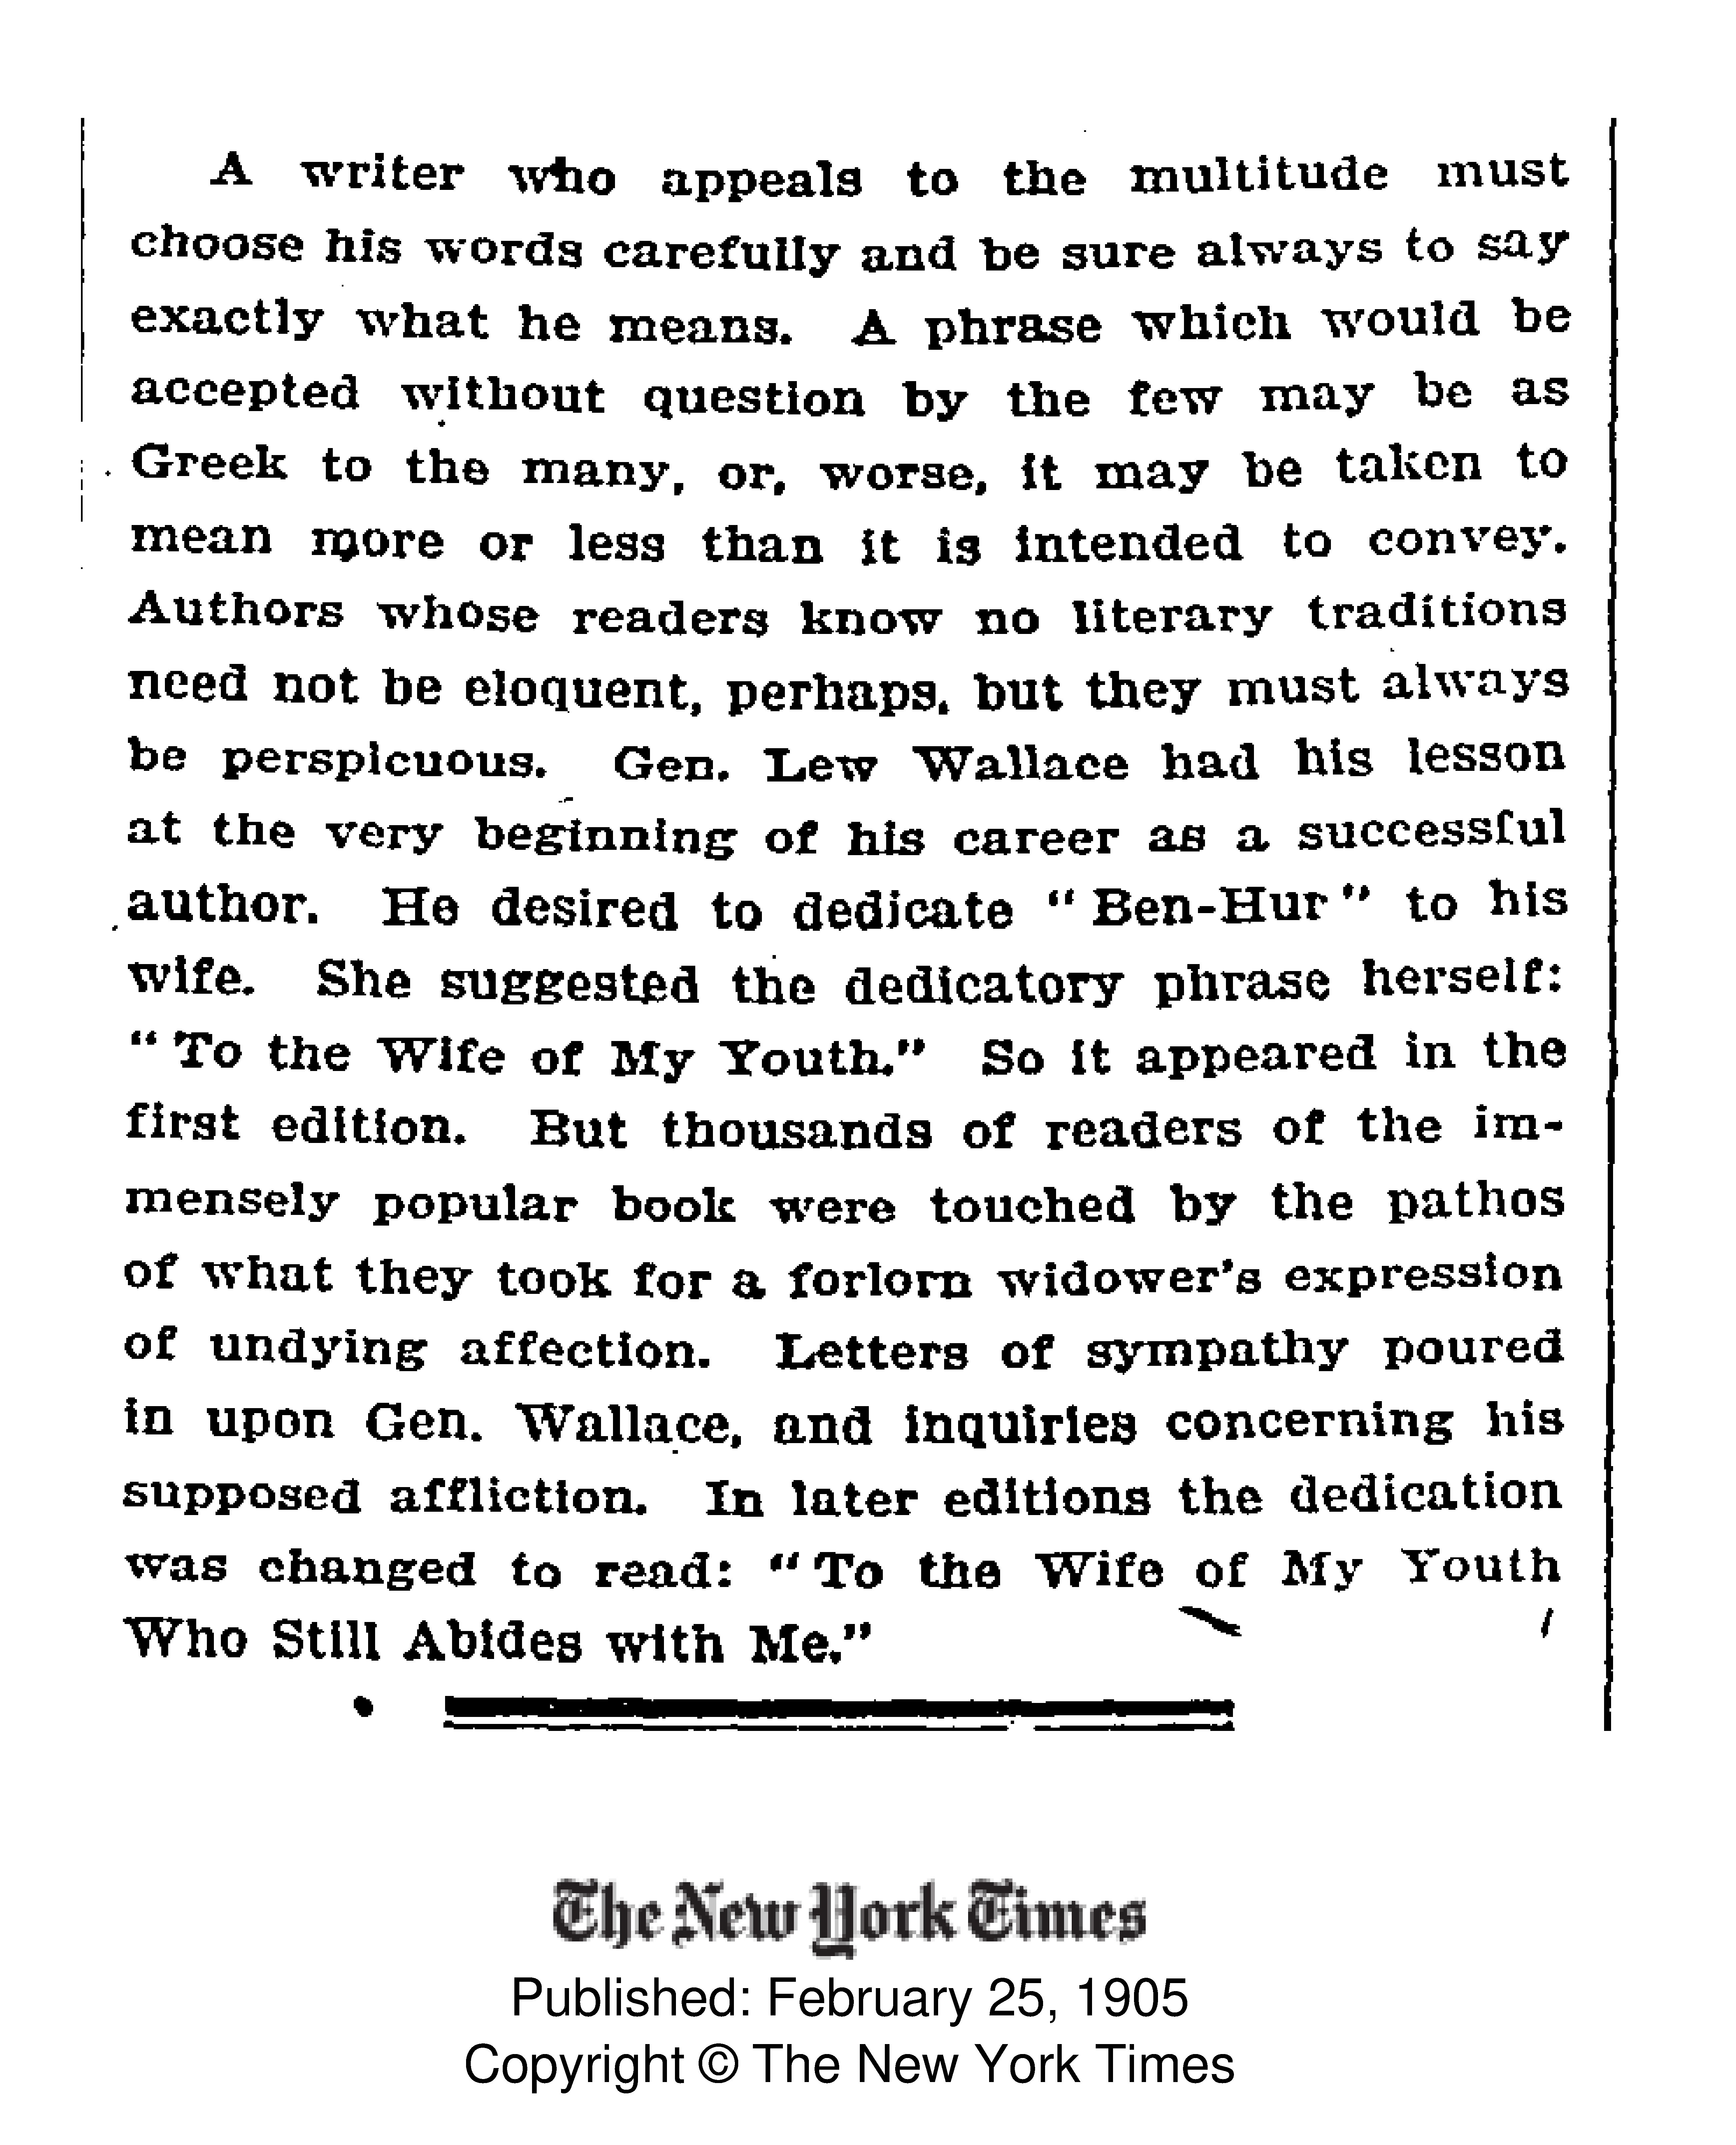 A writer who appeals to the multitude must
choose his words carefully and be sure always to say
exactly what he means. A phrase which would be
accepted without question by the few may be as
Greek to the many, or, worse, it may be taken to
mean more or less than it is intended to convey.
Authors whose readers know no literary traditions
need not be eloquent, perhaps, but they must always
be perspicuous. Gen. Lew Wallace had his lesson
at the very beginning of his career as a successful
author. He desired to dedicate "Ben-Hur" to his
wife. She suggested the dedicatory phrase herself:
"To the Wife of My Youth." So it appeared in the
first edition. But thousands of readers of the im-
mensely popular book were touched by the pathos
of what they took for a forlorn widower's expression
of undying affection. Letters of sympathy poured
in upon Gen. Wallace, and inquiries concerning his
supposed affliction. In later editions the dedication
was changed to read: "To the Wife of My Youth
Who Still Abides with Me."
The New York Times
Published: February 25, 1905
Copyright © The New York Times